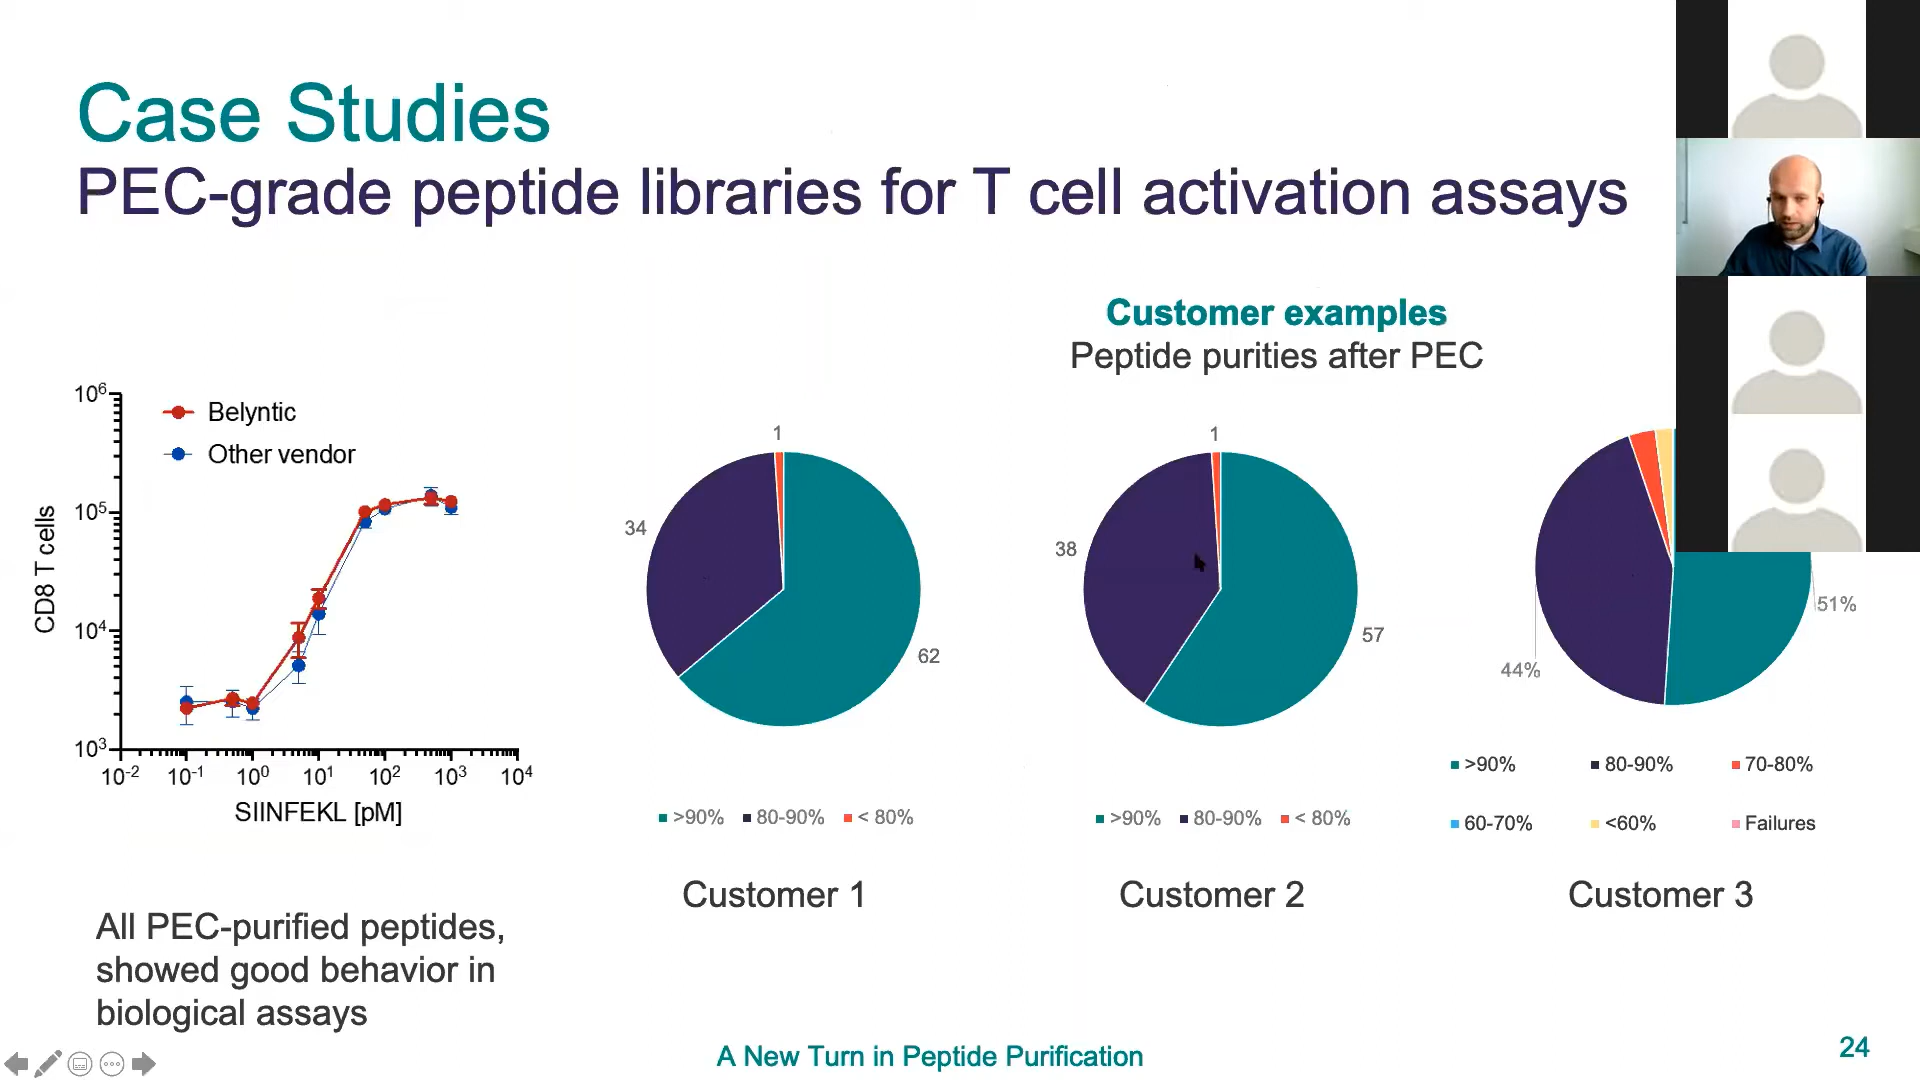 Case Studies
PEC-grade peptide libraries for T cell activation assays
Customer examples
Peptide purities after PEC
10⁶
10⁵
10⁴
10³
CD8 T cells
Belyntic
Other vendor
10⁻² 10⁻¹ 10⁰ 10¹ 10² 10³ 10⁴
SIINFEKL [pM]
1
34
62
>90% 80-90% < 80%
Customer 1
1
38
57
>90% 80-90% < 80%
Customer 2
51%
44%
>90% 80-90% 70-80%
60-70% <60% Failures
Customer 3
All PEC-purified peptides,
showed good behavior in
biological assays
A New Turn in Peptide Purification
24